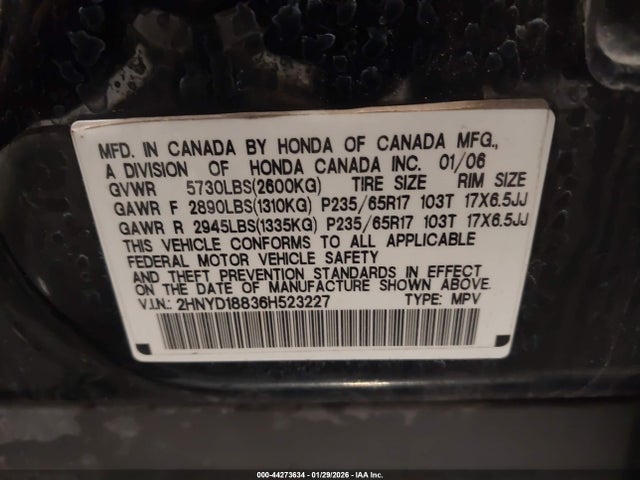 MFD. IN CANADA BY HONDA OF CANADA MFG.,
A DIVISION OF HONDA CANADA INC. 01/06
GVWR 5730LBS(2600KG) TIRE SIZE RIM SIZE
GAWR F 2890LBS(1310KG) P235/65R17 103T 17X6.5JJ
GAWR R 2945LBS(1335KG) P235/65R17 103T 17X6.5JJ
THIS VEHICLE CONFORMS TO ALL APPLICABLE
FEDERAL MOTOR VEHICLE SAFETY
AND THEFT PREVENTION STANDARDS IN EFFECT
ON THE DATE OF MANUFACTURE SHOWN ABOVE.
V.I.N.: 2HNYD18836H523227 TYPE: MPV
000-44273634 - 01/29/2026 - IAA Inc.